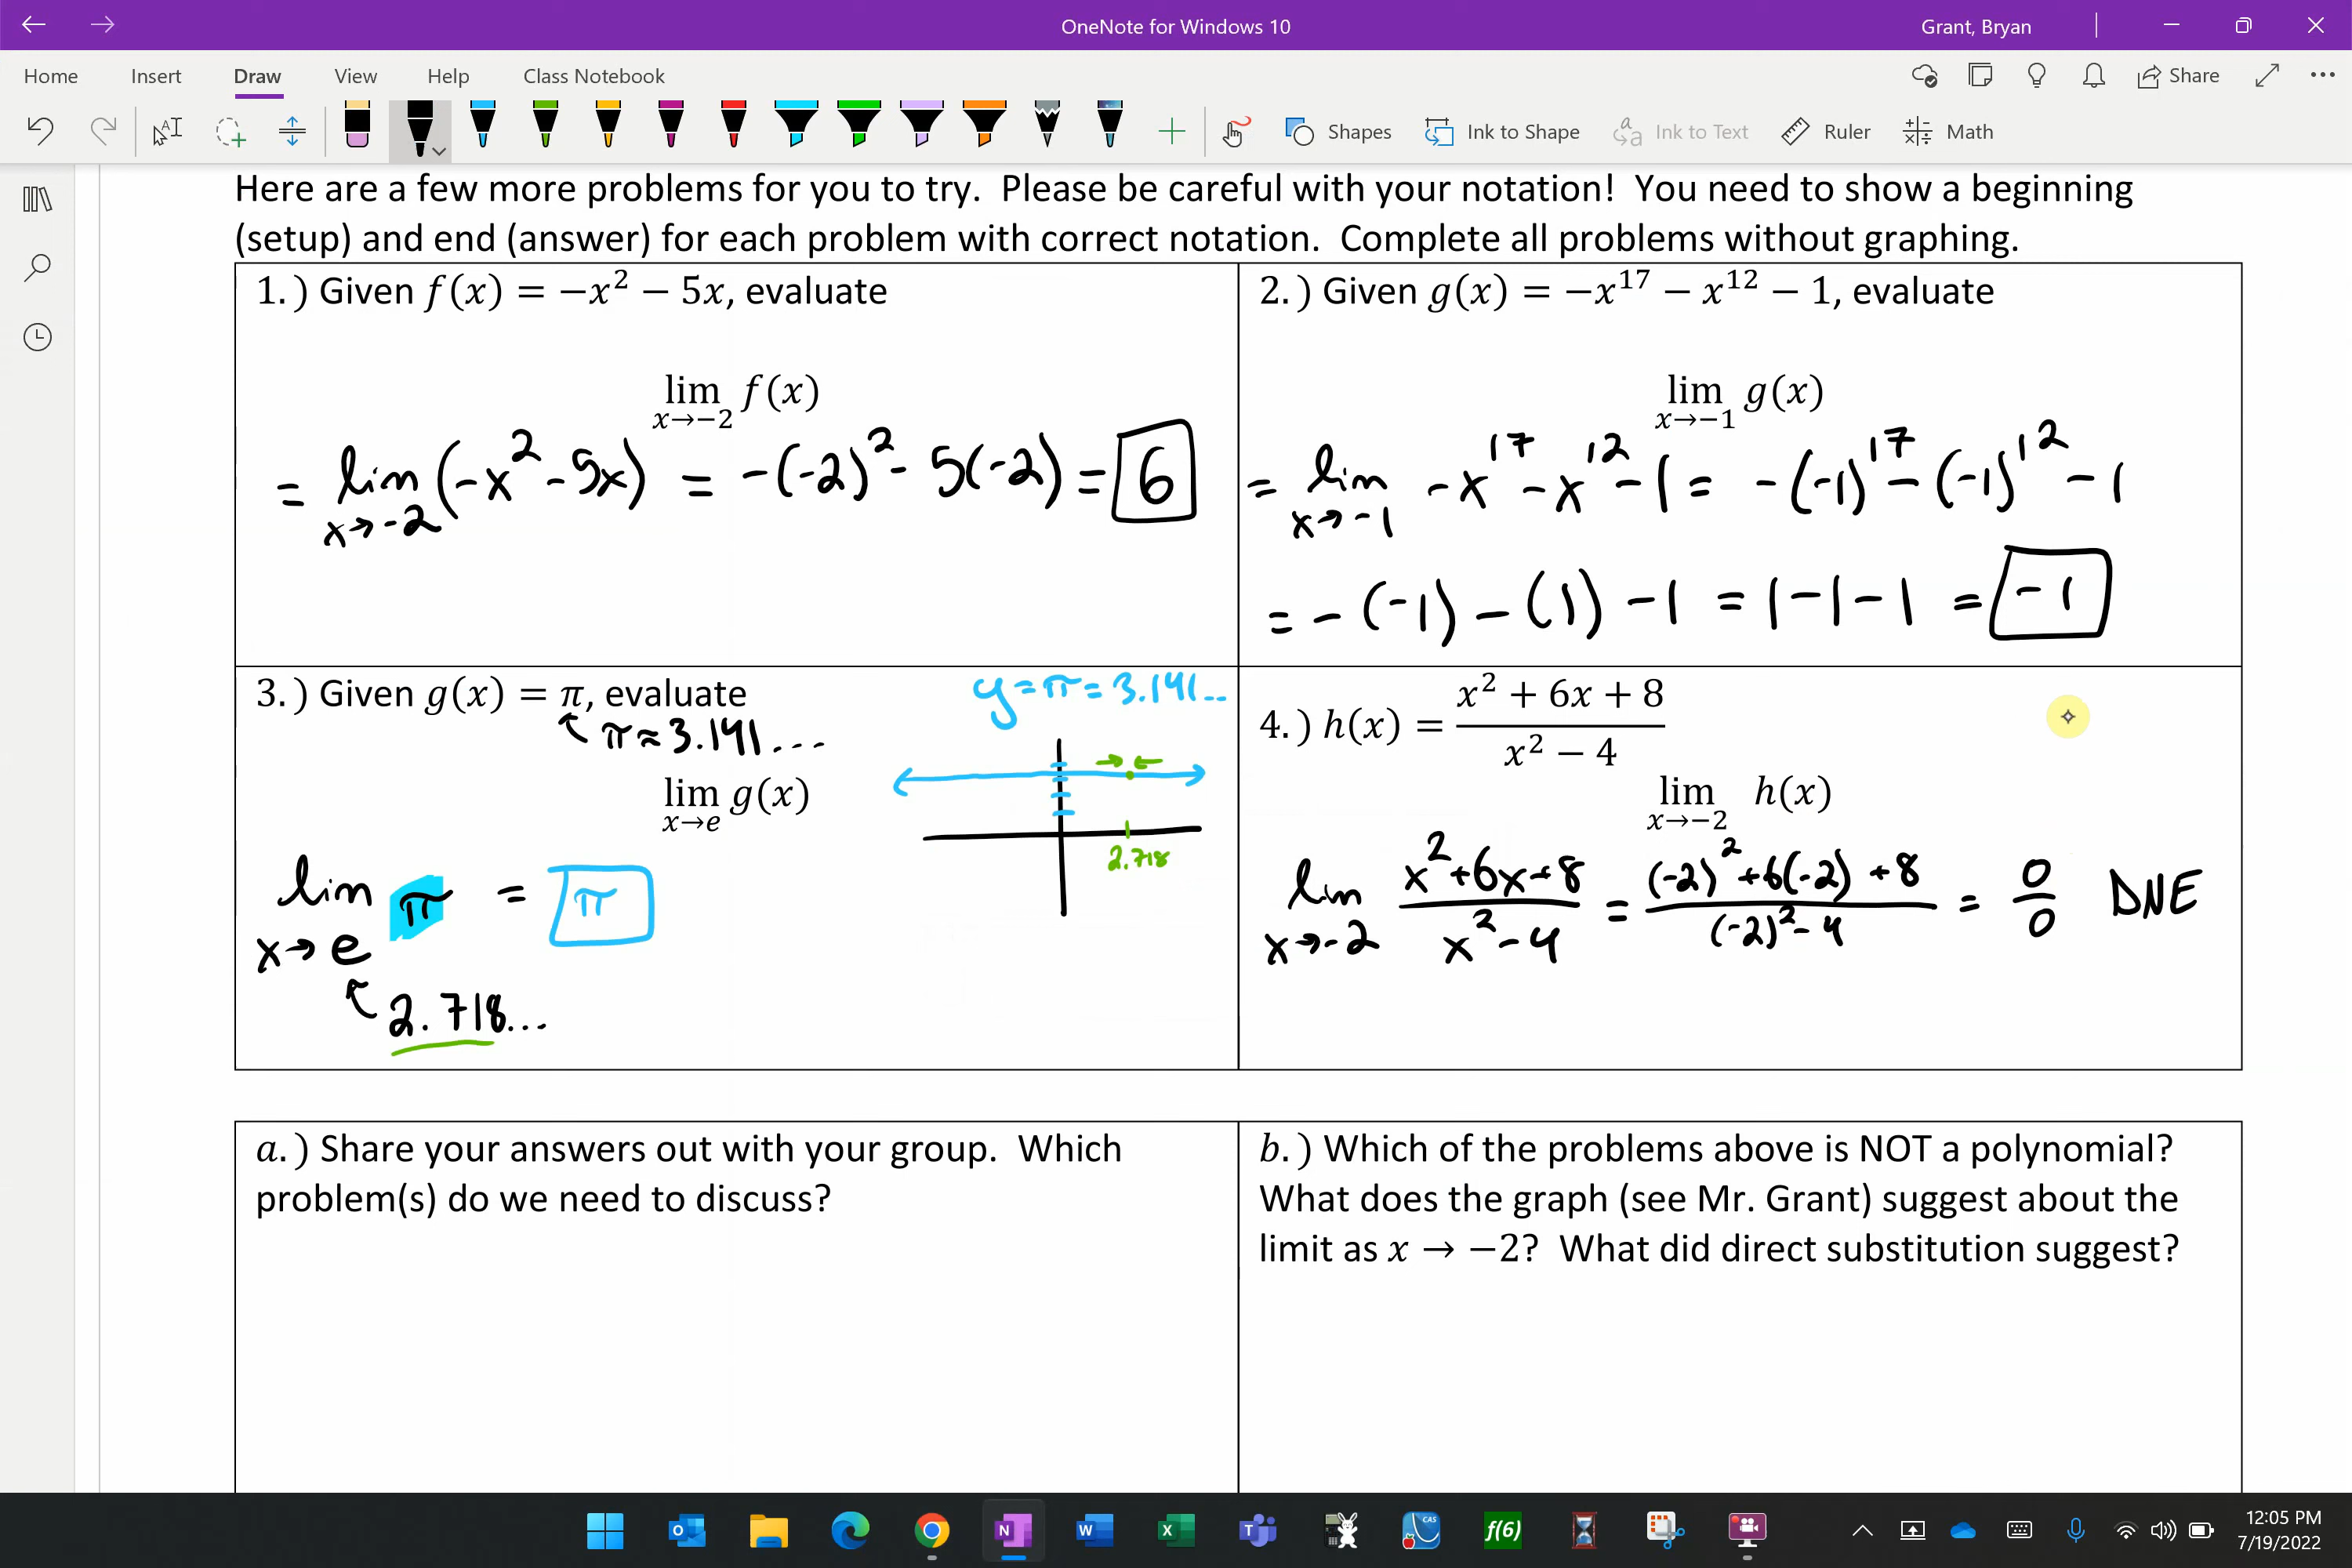 OneNote for Windows 10
Grant, Bryan
Home Insert Draw View Help Class Notebook
Share
Shapes Ink to Shape Ink to Text Ruler Math
Here are a few more problems for you to try. Please be careful with your notation! You need to show a beginning
(setup) and end (answer) for each problem with correct notation. Complete all problems without graphing.
1.) Given f(x) = −x² − 5x, evaluate
lim x→−2 f(x)
= lim x→-2 (-x² - 5x) = -(-2)² - 5(-2) = 6
2.) Given g(x) = −x¹⁷ − x¹² − 1, evaluate
lim x→−1 g(x)
= lim x→-1 -x¹⁷ - x¹² - 1 = -(-1)¹⁷ - (-1)¹² - 1
= -(-1) - (1) - 1 = 1 - 1 - 1 = -1
3.) Given g(x) = π, evaluate
π ≈ 3.141...
lim x→e g(x)
y = π = 3.141...
2.718
lim x→e π = π
2.718...
4.) h(x) = (x² + 6x + 8)/(x² − 4)
lim x→−2 h(x)
lim x→-2 (x² + 6x + 8)/(x² - 4) = ((-2)² + 6(-2) + 8)/((-2)² - 4) = 0/0 DNE
a.) Share your answers out with your group. Which
problem(s) do we need to discuss?
b.) Which of the problems above is NOT a polynomial?
What does the graph (see Mr. Grant) suggest about the
limit as x → −2? What did direct substitution suggest?
f(6)
CAS
12:05 PM
7/19/2022